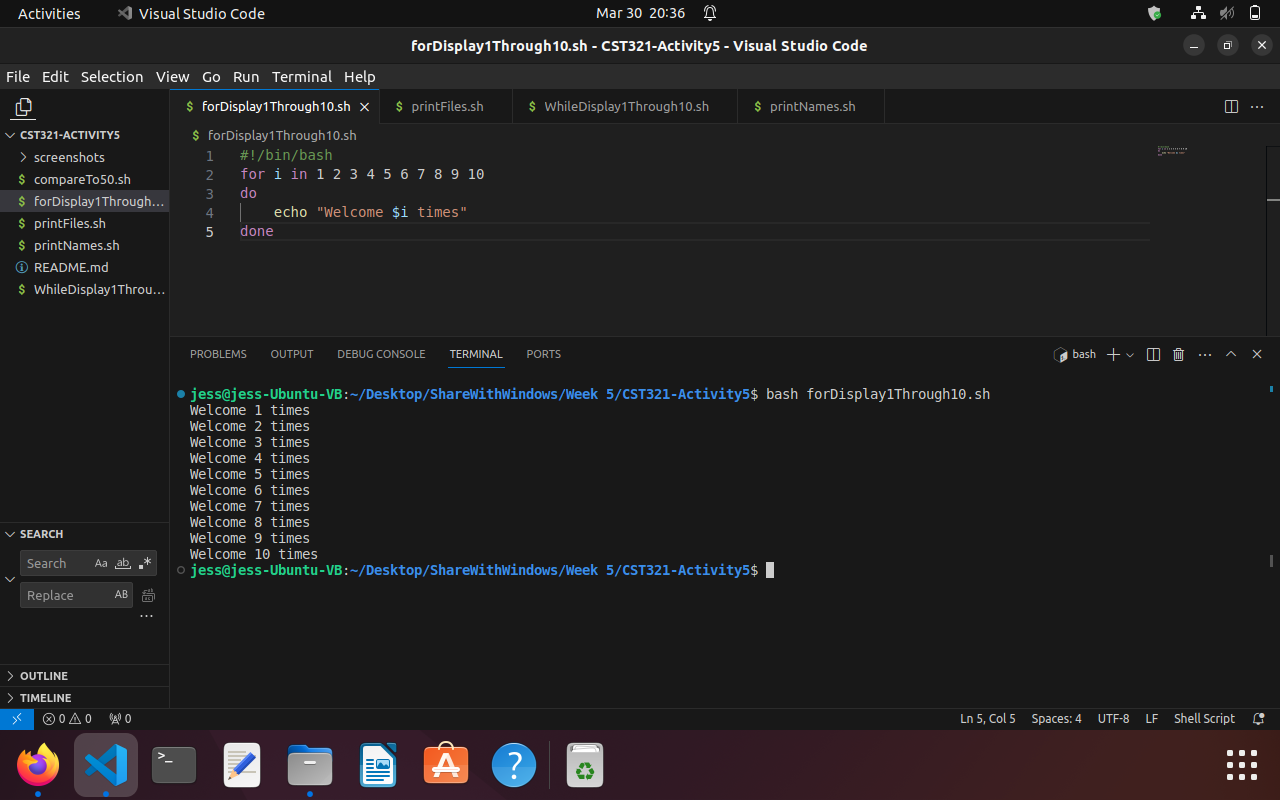 Activities Visual Studio Code Mar 30 20:36
forDisplay1Through10.sh - CST321-Activity5 - Visual Studio Code
File Edit Selection View Go Run Terminal Help
$ forDisplay1Through10.sh $ printFiles.sh $ WhileDisplay1Through10.sh $ printNames.sh
CST321-ACTIVITY5
screenshots
$ compareTo50.sh
$ forDisplay1Through...
$ printFiles.sh
$ printNames.sh
README.md
$ WhileDisplay1Throu...
$ forDisplay1Through10.sh
1 #!/bin/bash
2 for i in 1 2 3 4 5 6 7 8 9 10
3 do
4 echo "Welcome $i times"
5 done
PROBLEMS OUTPUT DEBUG CONSOLE TERMINAL PORTS bash
jess@jess-Ubuntu-VB:~/Desktop/ShareWithWindows/Week 5/CST321-Activity5$ bash forDisplay1Through10.sh
Welcome 1 times
Welcome 2 times
Welcome 3 times
Welcome 4 times
Welcome 5 times
Welcome 6 times
Welcome 7 times
Welcome 8 times
Welcome 9 times
Welcome 10 times
jess@jess-Ubuntu-VB:~/Desktop/ShareWithWindows/Week 5/CST321-Activity5$
SEARCH
Search Aa ab .*
Replace AB
OUTLINE
TIMELINE
0 0 0 Ln 5, Col 5 Spaces: 4 UTF-8 LF Shell Script
>_ ?